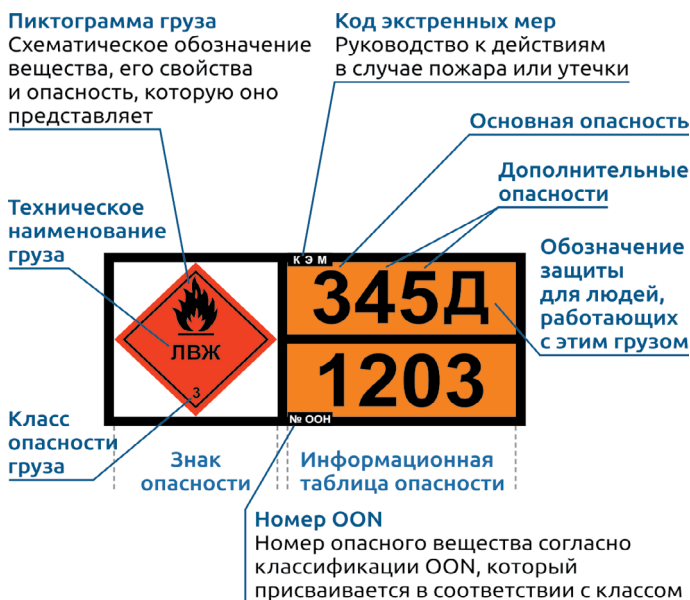 Пиктограмма груза
Схематическое обозначение
вещества, его свойства
и опасность, которую оно
представляет
Код экстренных мер
Руководство к действиям
в случае пожара или утечки
Основная опасность
Дополнительные
опасности
Техническое
наименование
груза
Обозначение
защиты
для людей,
работающих
с этим грузом
К Э М
345Д
ЛВЖ
3
1203
№ ООН
Класс
опасности
груза
Знак
опасности
Информационная
таблица опасности
Номер ООN
Номер опасного вещества согласно
классификации ООN, который
присваивается в соответствии с классом